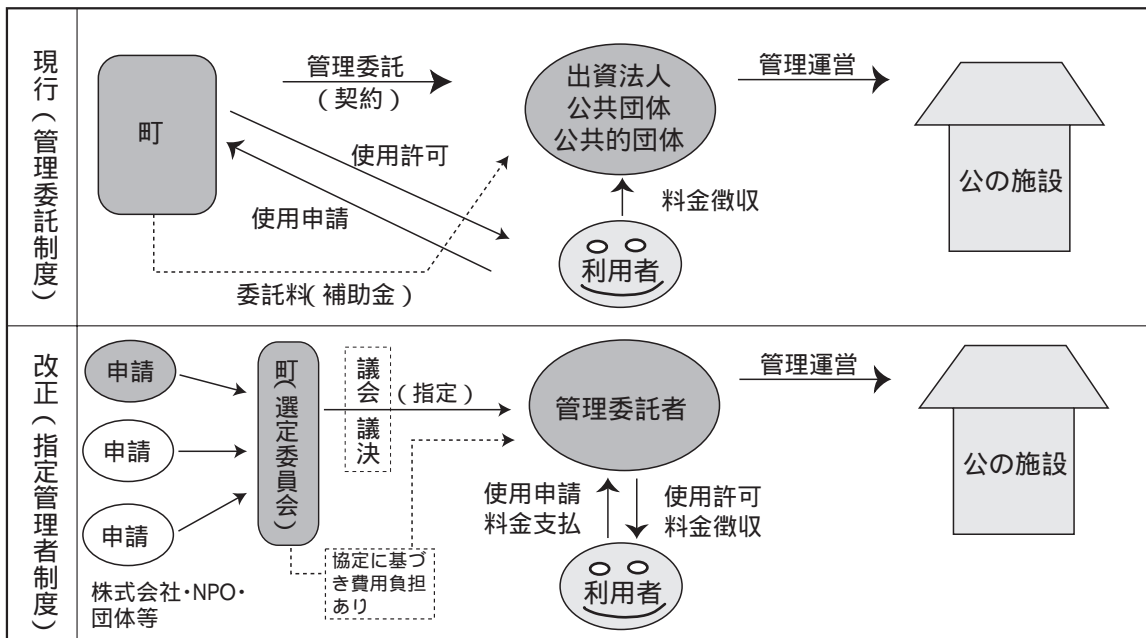 現行(管理委託制度)
町
管理委託
(契約)
出資法人
公共団体
公共的団体
管理運営
公の施設
使用許可
使用申請
料金徴収
利用者
委託料(補助金)
改正(指定管理者制度)
申請
申請
申請
株式会社・NPO・
団体等
町(選定委員会)
議会議決
(指定)
管理委託者
管理運営
公の施設
使用申請
料金支払
使用許可
料金徴収
協定に基づ
き費用負担
あり
利用者